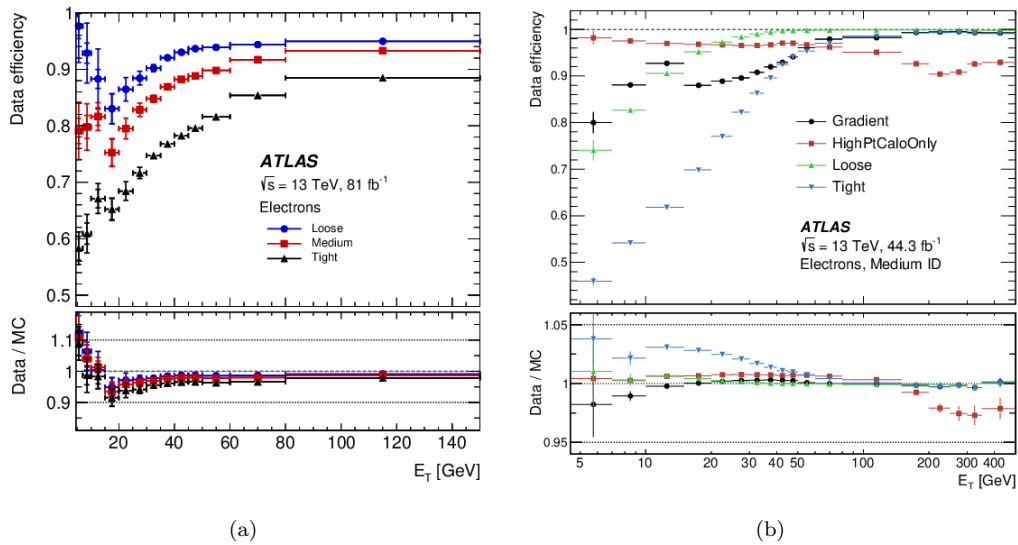 Data efficiency
1
0.9
0.8
0.7
0.6
0.5
ATLAS
√s = 13 TeV, 81 fb⁻¹
Electrons
Loose
Medium
Tight
Data / MC
1.1
1
0.9
20 40 60 80 100 120 140
E_T [GeV]
(a)
Data efficiency
1
0.9
0.8
0.7
0.6
0.5
Gradient
HighPtCaloOnly
Loose
Tight
ATLAS
√s = 13 TeV, 44.3 fb⁻¹
Electrons, Medium ID
Data / MC
1.05
1
0.95
5 10 20 30 40 50 100 200 300 400
E_T [GeV]
(b)